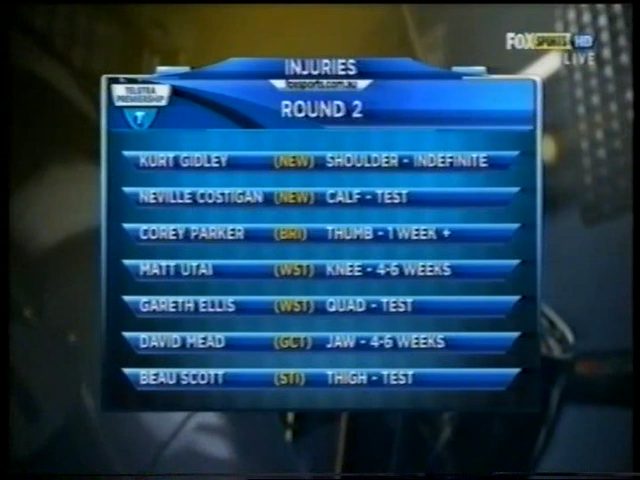 FOX SPORTS HD
LIVE
INJURIES
foxsports.com.au
TELSTRA
PREMIERSHIP
T
ROUND 2
KURT GIDLEY (NEW) SHOULDER - INDEFINITE
NEVILLE COSTIGAN (NEW) CALF - TEST
COREY PARKER (BRI) THUMB - 1 WEEK +
MATT UTAI (WST) KNEE - 4-6 WEEKS
GARETH ELLIS (WST) QUAD - TEST
DAVID MEAD (GCT) JAW - 4-6 WEEKS
BEAU SCOTT (STI) THIGH - TEST